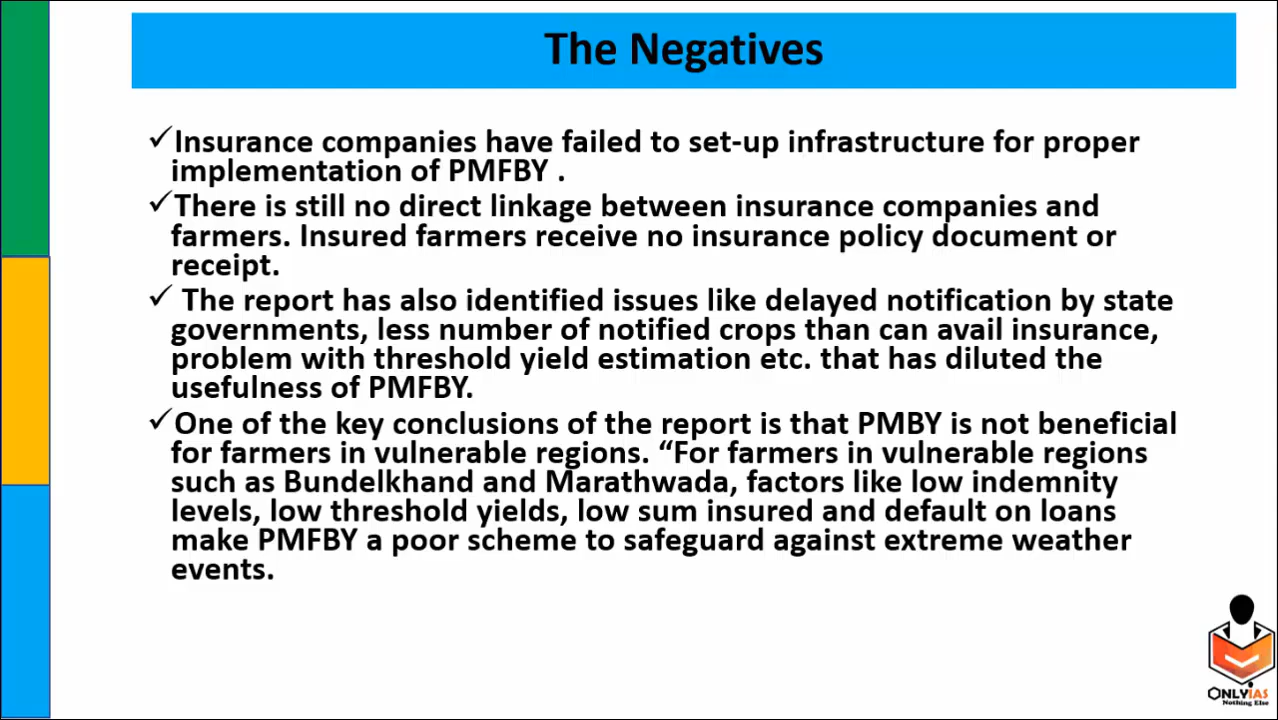 The Negatives
✓Insurance companies have failed to set-up infrastructure for proper
implementation of PMFBY .
✓There is still no direct linkage between insurance companies and
farmers. Insured farmers receive no insurance policy document or
receipt.
✓ The report has also identified issues like delayed notification by state
governments, less number of notified crops than can avail insurance,
problem with threshold yield estimation etc. that has diluted the
usefulness of PMFBY.
✓One of the key conclusions of the report is that PMBY is not beneficial
for farmers in vulnerable regions. “For farmers in vulnerable regions
such as Bundelkhand and Marathwada, factors like low indemnity
levels, low threshold yields, low sum insured and default on loans
make PMFBY a poor scheme to safeguard against extreme weather
events.
ONLYIAS
Nothing Else